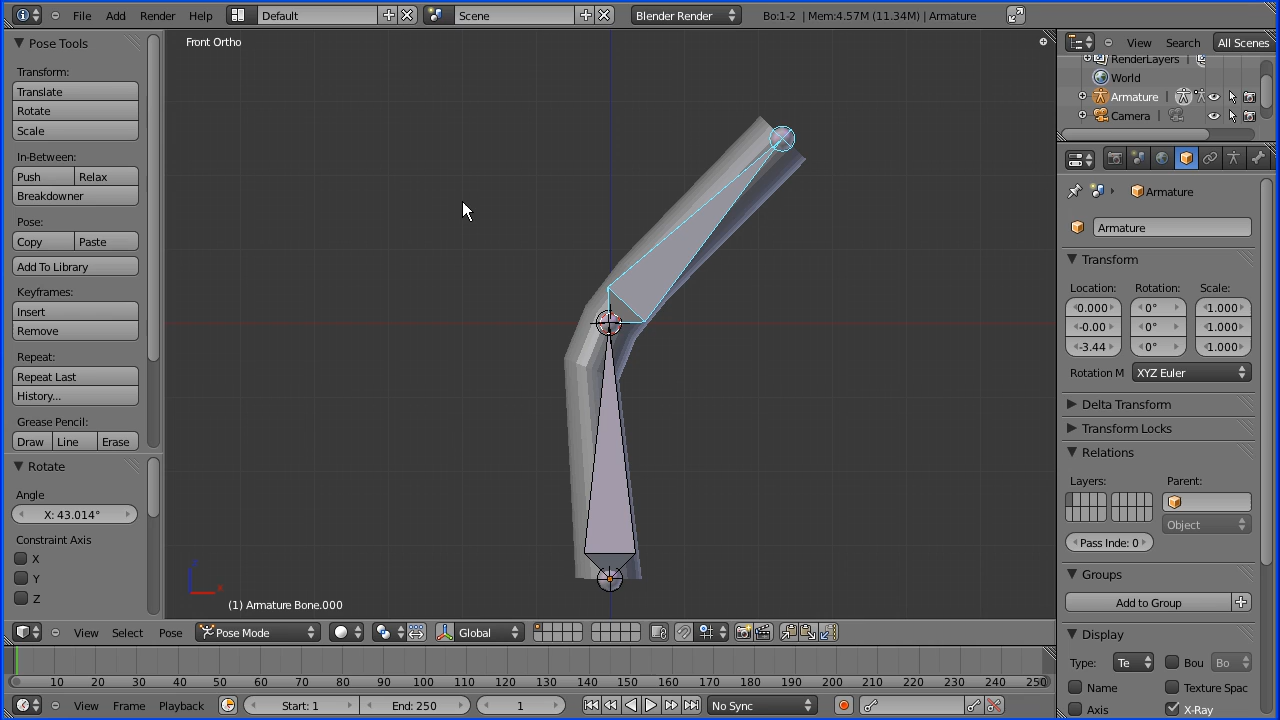 File Add Render Help Default Scene Blender Render Bo:1-2 | Mem:4.57M (11.34M) | Armature
Pose Tools
Transform:
Translate
Rotate
Scale
In-Between:
Push Relax
Breakdowner
Pose:
Copy Paste
Add To Library
Keyframes:
Insert
Remove
Repeat:
Repeat Last
History...
Grease Pencil:
Draw Line Erase
Rotate
Angle
X: 43.014°
Constraint Axis
X
Y
Z
Front Ortho
(1) Armature Bone.000
View Select Pose Pose Mode Global
10 20 30 40 50 60 70 80 90 100 110 120 130 140 150 160 170 180 190 200 210 220 230 240 250
View Frame Playback Start: 1 End: 250 1 No Sync
View Search All Scenes
RenderLayers
World
Armature
Camera
Armature
Armature
Transform
Location: Rotation: Scale:
0.000 0° 1.000
-0.00 0° 1.000
-3.44 0° 1.000
Rotation M XYZ Euler
Delta Transform
Transform Locks
Relations
Layers: Parent:
Object
Pass Inde: 0
Groups
Add to Group
Display
Type: Te Bou Bo
Name Texture Spac
Axis X-Ray